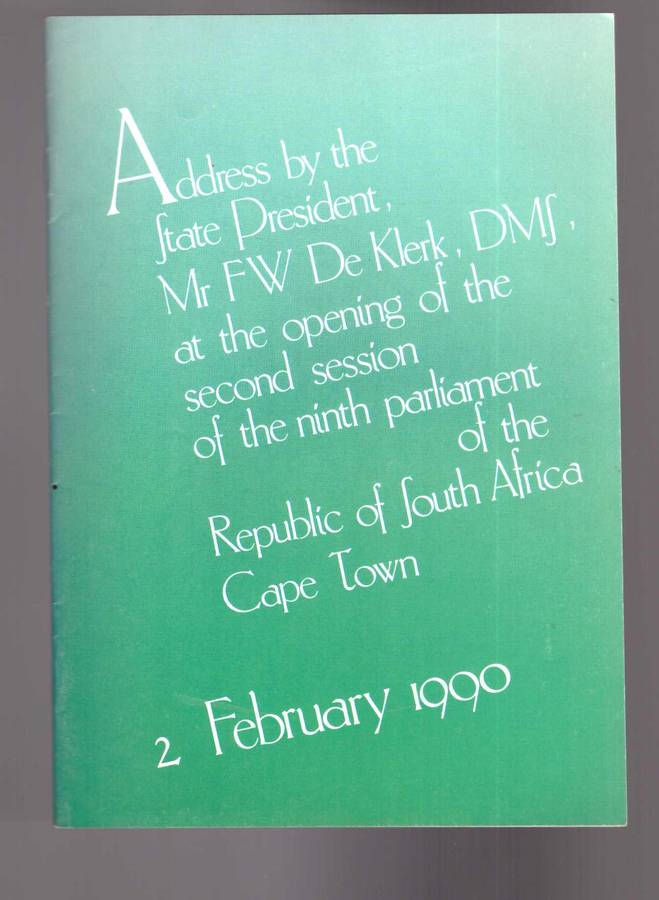 Address by the
State President,
Mr FW De Klerk, DMS,
at the opening of the
second session
of the ninth parliament
of the
Republic of South Africa
Cape Town
2 February 1990